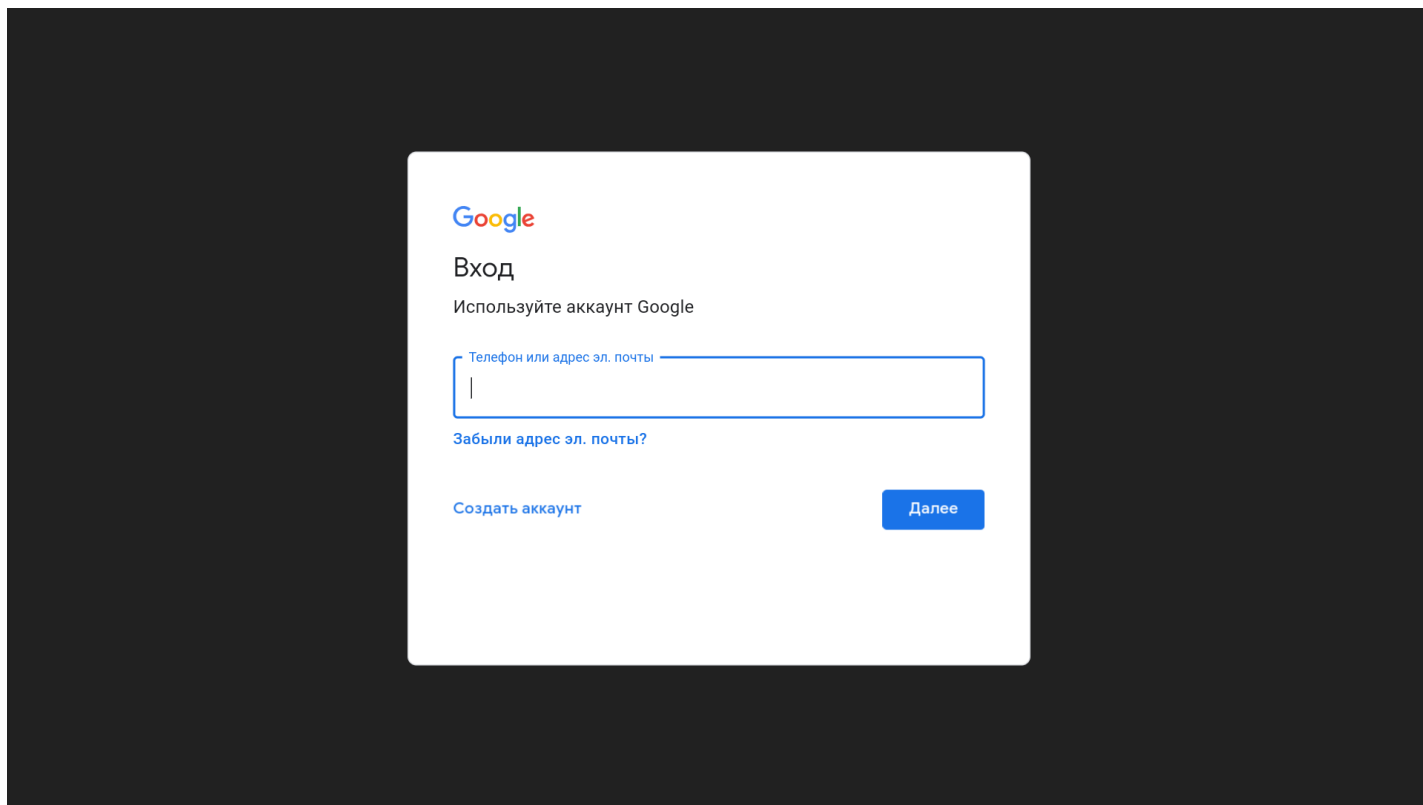 Google
Вход
Используйте аккаунт Google
Телефон или адрес эл. почты
Забыли адрес эл. почты?
Создать аккаунт
Далее